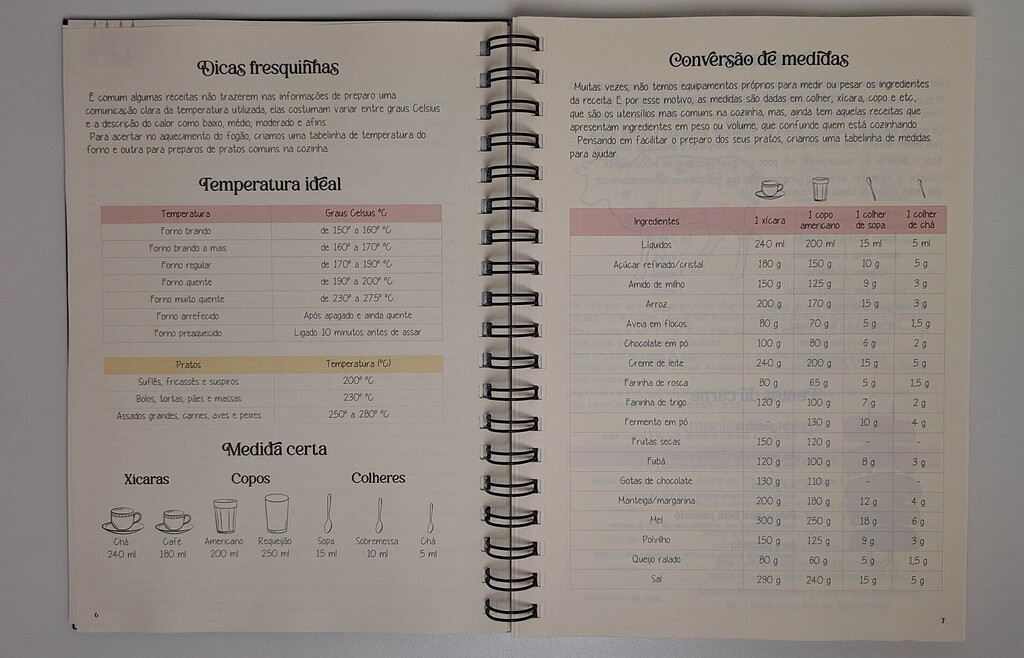 Dicas fresquinhas
É comum algumas receitas não trazerem nas informações de preparo uma
comunicação clara da temperatura utilizada, elas costumam variar entre graus Celsius
e a descrição do calor como baixo, médio, moderado e afins.
Para acertar no aquecimento do fogão, criamos uma tabelinha de temperatura do
forno e outra para preparos de pratos comuns na cozinha.
Temperatura ideal
Temperatura Graus Celsius °C
Forno brando de 150° a 160° °C
Forno brando a mais de 160° a 170° °C
Forno regular de 170° a 190° °C
Forno quente de 190° a 200° °C
Forno muito quente de 230° a 275° °C
Forno arrefecido Após apagado e ainda quente
Forno preaquecido Ligado 10 minutos antes de assar
Pratos Temperatura (°C)
Suflês, fricassês e suspiros 200° °C
Bolos, tortas, pães e massas 230° °C
Assados grandes, carnes, aves e peixes 250° a 280° °C
Medida certa
Xícaras Copos Colheres
Chá Café Americano Requeijão Sopa Sobremessa Chá
240 ml 180 ml 200 ml 250 ml 15 ml 10 ml 5 ml
6
Conversão de medidas
Muitas vezes, não temos equipamentos próprios para medir ou pesar os ingredientes
da receita. E por esse motivo, as medidas são dadas em colher, xícara, copo e etc,
que são os utensílios mais comuns na cozinha, mas, ainda tem aquelas receitas que
apresentam ingredientes em peso ou volume, que confunde quem está cozinhando.
Pensando em facilitar o preparo dos seus pratos, criamos uma tabelinha de medidas
para ajudar.
Ingredientes 1 xícara 1 copo americano 1 colher de sopa 1 colher de chá
Líquidos 240 ml 200 ml 15 ml 5 ml
Açúcar refinado/cristal 180 g 150 g 10 g 5 g
Amido de milho 150 g 125 g 9 g 3 g
Arroz 200 g 170 g 15 g 3 g
Aveia em flocos 80 g 70 g 5 g 1,5 g
Chocolate em pó 100 g 80 g 6 g 2 g
Creme de leite 240 g 200 g 15 g 5 g
Farinha de rosca 80 g 65 g 5 g 1,5 g
Farinha de trigo 120 g 100 g 7 g 2 g
Fermento em pó - 130 g 10 g 4 g
Frutas secas 150 g 120 g - -
Fubá 120 g 100 g 8 g 3 g
Gotas de chocolate 130 g 110 g - -
Manteiga/margarina 200 g 180 g 12 g 4 g
Mel 300 g 250 g 18 g 6 g
Polvilho 150 g 125 g 9 g 3 g
Queijo ralado 80 g 60 g 5 g 1,5 g
Sal 290 g 240 g 15 g 5 g
7